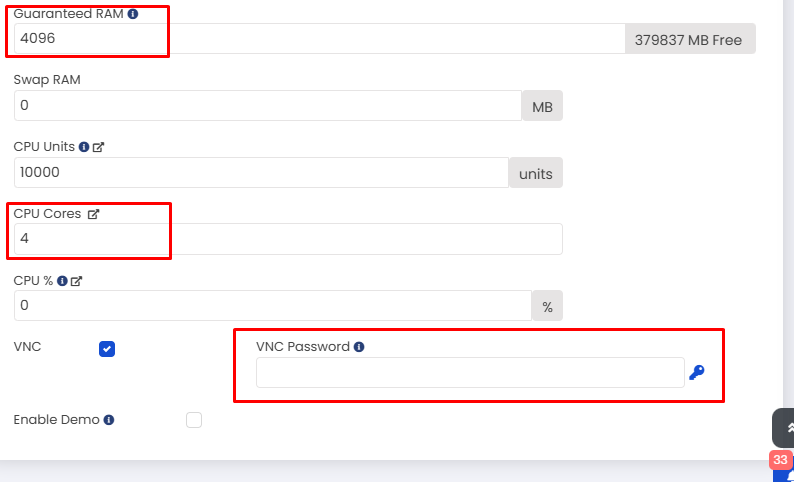 Guaranteed RAM
4096
379837 MB Free
Swap RAM
0
MB
CPU Units
10000
units
CPU Cores
4
CPU %
0
%
VNC
VNC Password
Enable Demo
33